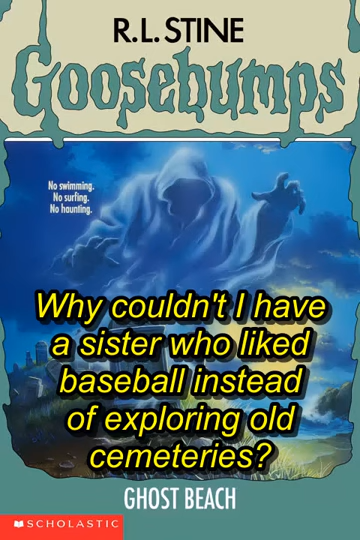 R.L. STINE
Goosebumps
No swimming.
No surfing.
No haunting.
Why couldn't I have
a sister who liked
baseball instead
of exploring old
cemeteries?
GHOST BEACH
SCHOLASTIC